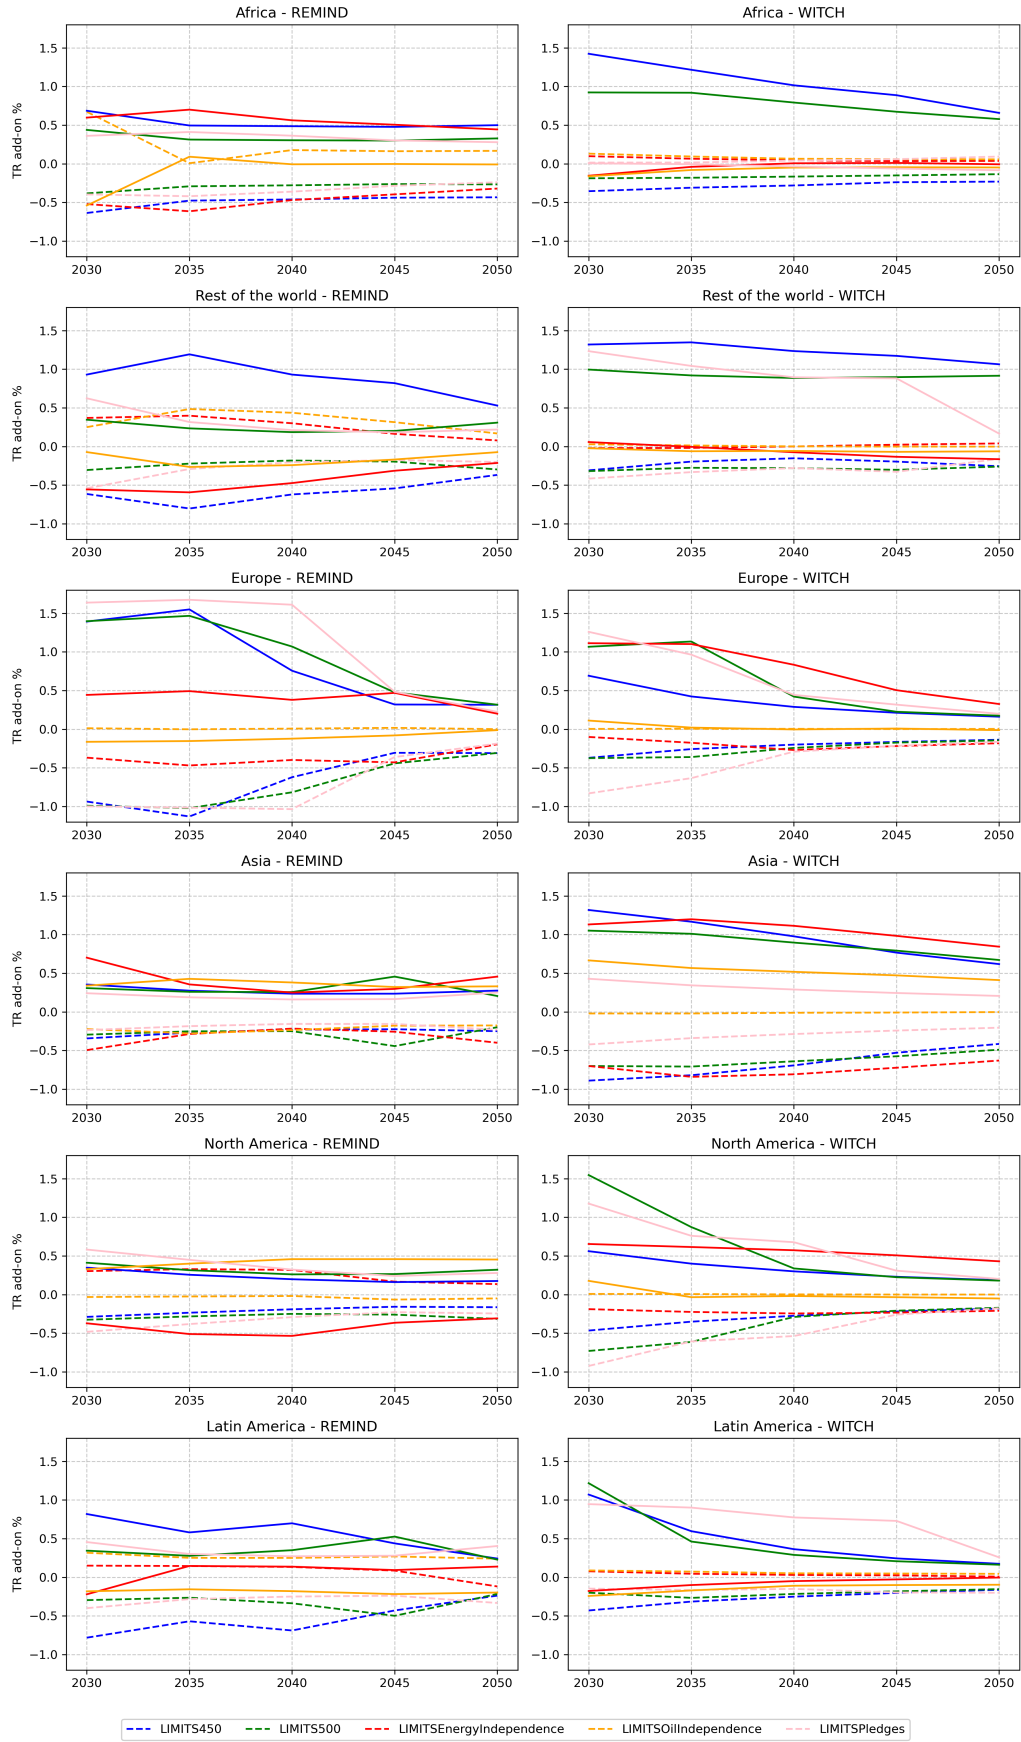 Africa - REMIND
Africa - WITCH
TR add-on %
1.5
1.0
0.5
0.0
−0.5
−1.0
2030 2035 2040 2045 2050
1.5
1.0
0.5
0.0
−0.5
−1.0
2030 2035 2040 2045 2050
Rest of the world - REMIND
Rest of the world - WITCH
TR add-on %
1.5
1.0
0.5
0.0
−0.5
−1.0
2030 2035 2040 2045 2050
1.5
1.0
0.5
0.0
−0.5
−1.0
2030 2035 2040 2045 2050
Europe - REMIND
Europe - WITCH
TR add-on %
1.5
1.0
0.5
0.0
−0.5
−1.0
2030 2035 2040 2045 2050
1.5
1.0
0.5
0.0
−0.5
−1.0
2030 2035 2040 2045 2050
Asia - REMIND
Asia - WITCH
TR add-on %
1.5
1.0
0.5
0.0
−0.5
−1.0
2030 2035 2040 2045 2050
1.5
1.0
0.5
0.0
−0.5
−1.0
2030 2035 2040 2045 2050
North America - REMIND
North America - WITCH
TR add-on %
1.5
1.0
0.5
0.0
−0.5
−1.0
2030 2035 2040 2045 2050
1.5
1.0
0.5
0.0
−0.5
−1.0
2030 2035 2040 2045 2050
Latin America - REMIND
Latin America - WITCH
TR add-on %
1.5
1.0
0.5
0.0
−0.5
−1.0
2030 2035 2040 2045 2050
1.5
1.0
0.5
0.0
−0.5
−1.0
2030 2035 2040 2045 2050
LIMITS450 LIMITS500 LIMITSEnergyIndependence LIMITSOilIndependence LIMITSPledges